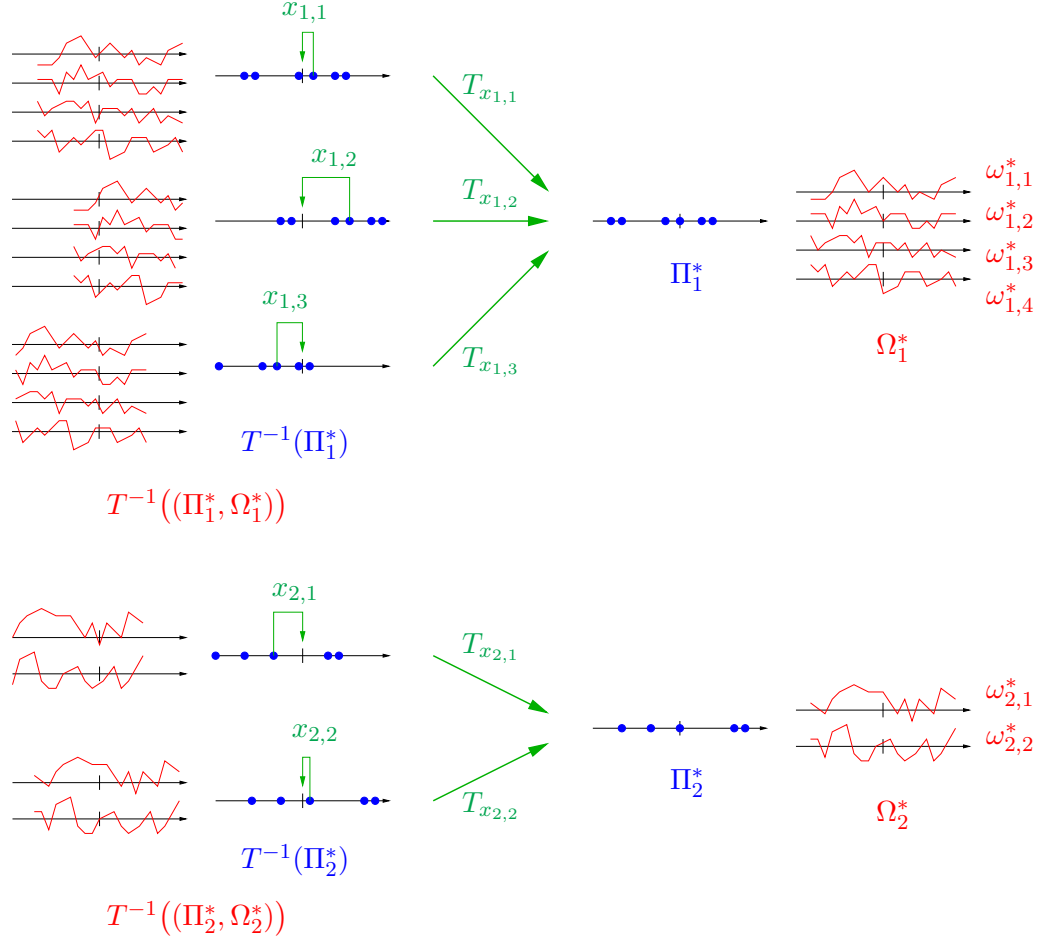 x_{1,1}
T_{x_{1,1}}
x_{1,2}
T_{x_{1,2}}
ω^*_{1,1}
ω^*_{1,2}
ω^*_{1,3}
ω^*_{1,4}
Π^*_1
Ω^*_1
x_{1,3}
T_{x_{1,3}}
T^{-1}(Π^*_1)
T^{-1}((Π^*_1, Ω^*_1))
x_{2,1}
T_{x_{2,1}}
ω^*_{2,1}
ω^*_{2,2}
x_{2,2}
Π^*_2
T_{x_{2,2}}
Ω^*_2
T^{-1}(Π^*_2)
T^{-1}((Π^*_2, Ω^*_2))